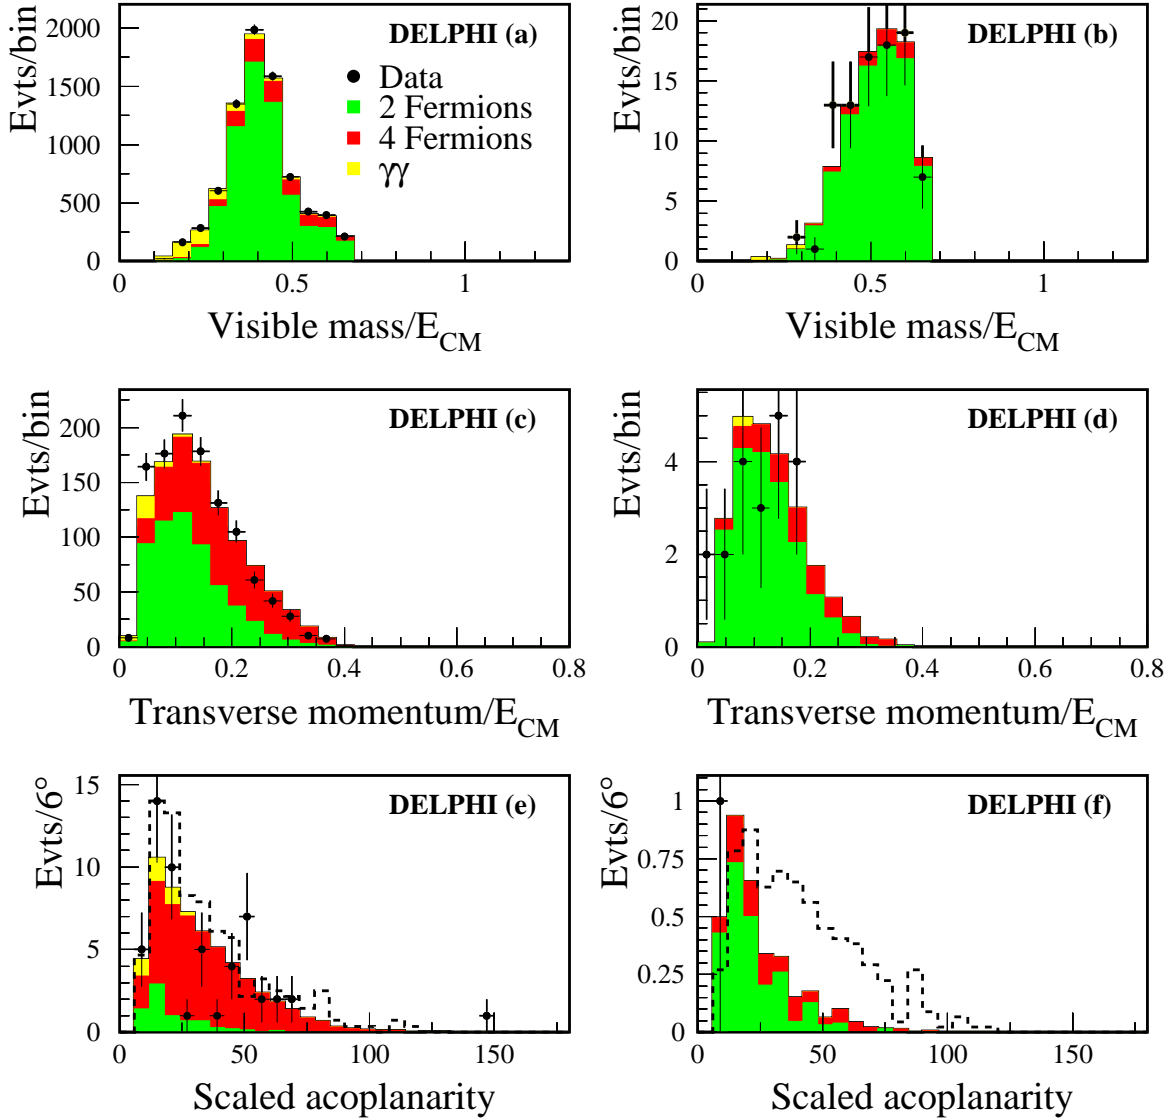 Evts/bin
2000
1500
1000
500
0
DELPHI (a)
Data
2 Fermions
4 Fermions
γγ
0 0.5 1
Visible mass/E_CM
Evts/bin
20
15
10
5
0
DELPHI (b)
0 0.5 1
Visible mass/E_CM
Evts/bin
200
150
100
50
0
DELPHI (c)
0 0.2 0.4 0.6 0.8
Transverse momentum/E_CM
Evts/bin
4
2
0
DELPHI (d)
0 0.2 0.4 0.6 0.8
Transverse momentum/E_CM
Evts/6°
15
10
5
0
DELPHI (e)
0 50 100 150
Scaled acoplanarity
Evts/6°
1
0.75
0.5
0.25
0
DELPHI (f)
0 50 100 150
Scaled acoplanarity